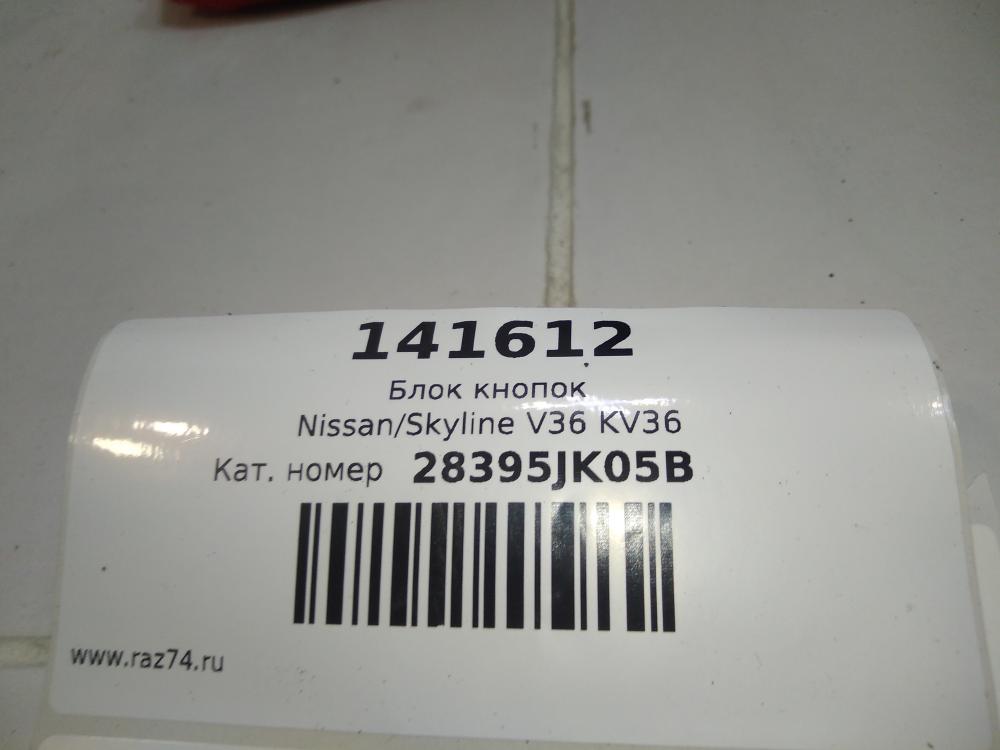 141612
Блок кнопок
Nissan/Skyline V36 KV36
Кат. номер 28395JK05B
www.raz74.ru